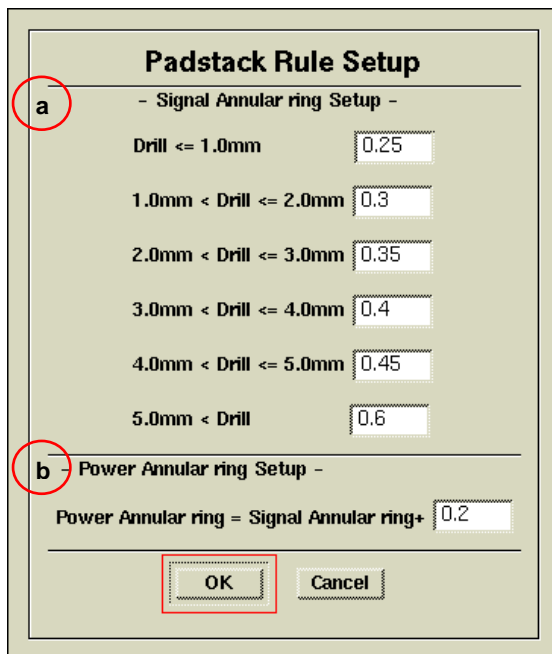 Padstack Rule Setup
a
- Signal Annular ring Setup -
Drill <= 1.0mm 0.25
1.0mm < Drill <= 2.0mm 0.3
2.0mm < Drill <= 3.0mm 0.35
3.0mm < Drill <= 4.0mm 0.4
4.0mm < Drill <= 5.0mm 0.45
5.0mm < Drill 0.6
b - Power Annular ring Setup -
Power Annular ring = Signal Annular ring+ 0.2
OK Cancel